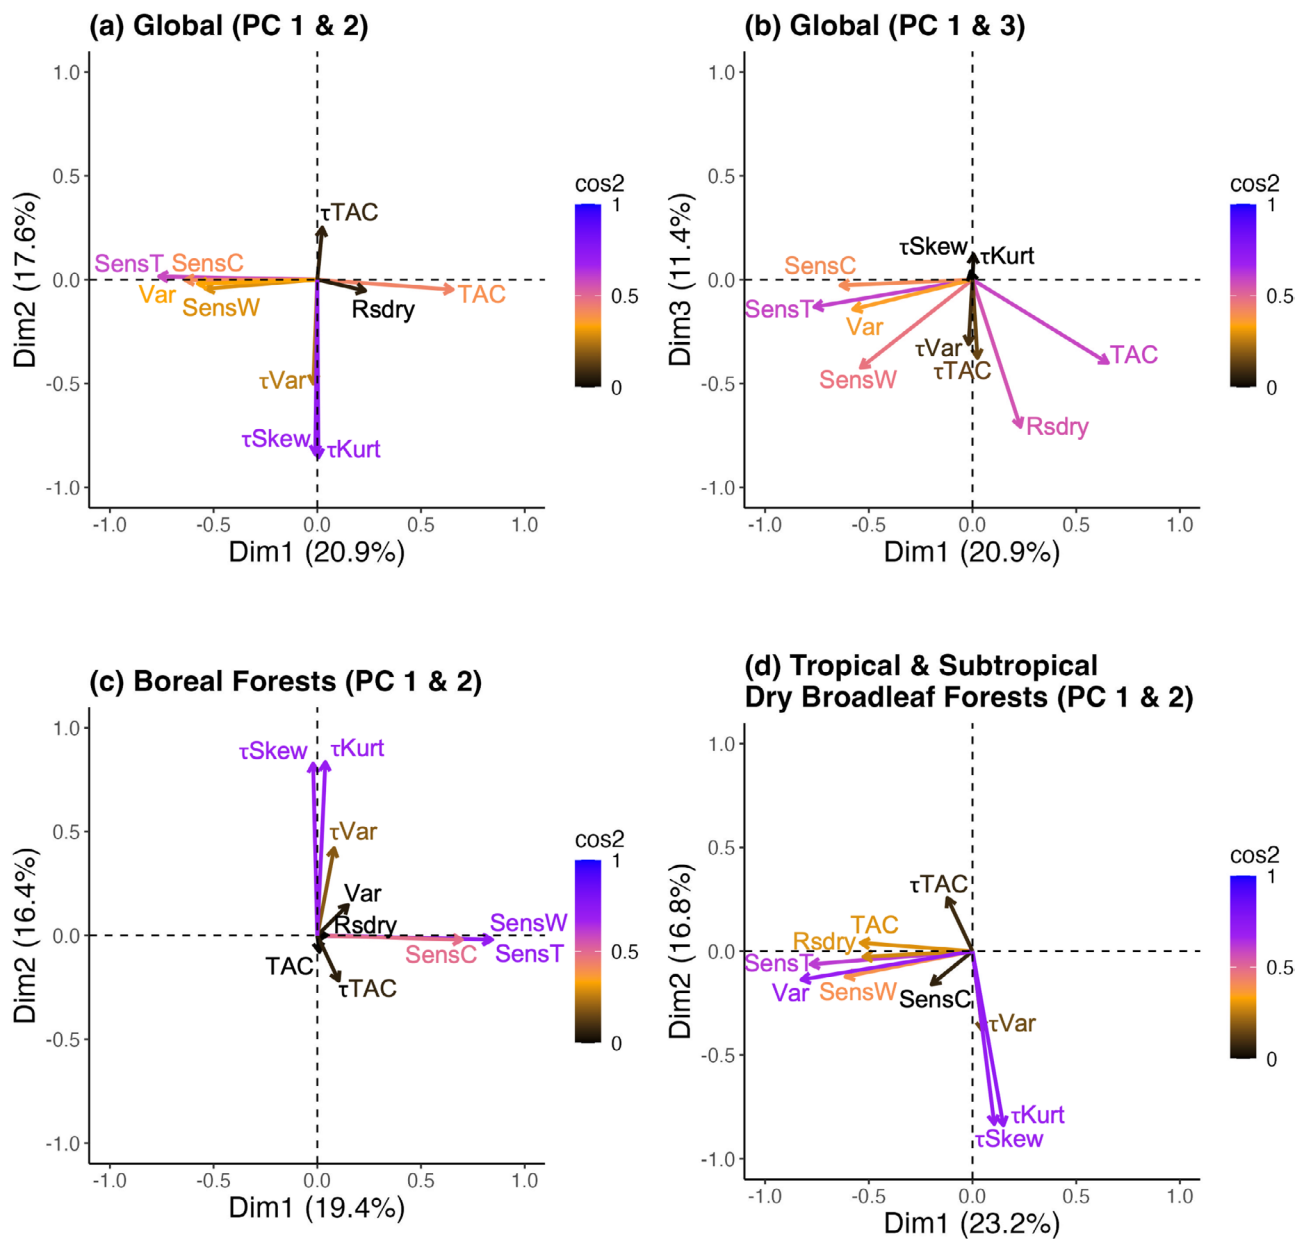 (a) Global (PC 1 & 2)
1.0
0.5
0.0
-0.5
-1.0
Dim2 (17.6%)
τTAC
SensT
SensC
Var
SensW
Rsdry
TAC
τVar
τSkew
τKurt
-1.0
-0.5
0.0
0.5
1.0
Dim1 (20.9%)
cos2
1
0.5
0
(b) Global (PC 1 & 3)
1.0
0.5
0.0
-0.5
-1.0
Dim3 (11.4%)
τSkew
τKurt
SensC
SensT
Var
τVar
τTAC
SensW
TAC
Rsdry
-1.0
-0.5
0.0
0.5
1.0
Dim1 (20.9%)
cos2
1
0.5
0
(c) Boreal Forests (PC 1 & 2)
1.0
0.5
0.0
-0.5
-1.0
Dim2 (16.4%)
τSkew
τKurt
τVar
Var
Rsdry
SensW
SensC
SensT
TAC
τTAC
-1.0
-0.5
0.0
0.5
1.0
Dim1 (19.4%)
cos2
1
0.5
0
(d) Tropical & Subtropical
Dry Broadleaf Forests (PC 1 & 2)
1.0
0.5
0.0
-0.5
-1.0
Dim2 (16.8%)
τTAC
TAC
Rsdry
SensT
Var
SensW
SensC
τVar
τKurt
τSkew
-1.0
-0.5
0.0
0.5
1.0
Dim1 (23.2%)
cos2
1
0.5
0